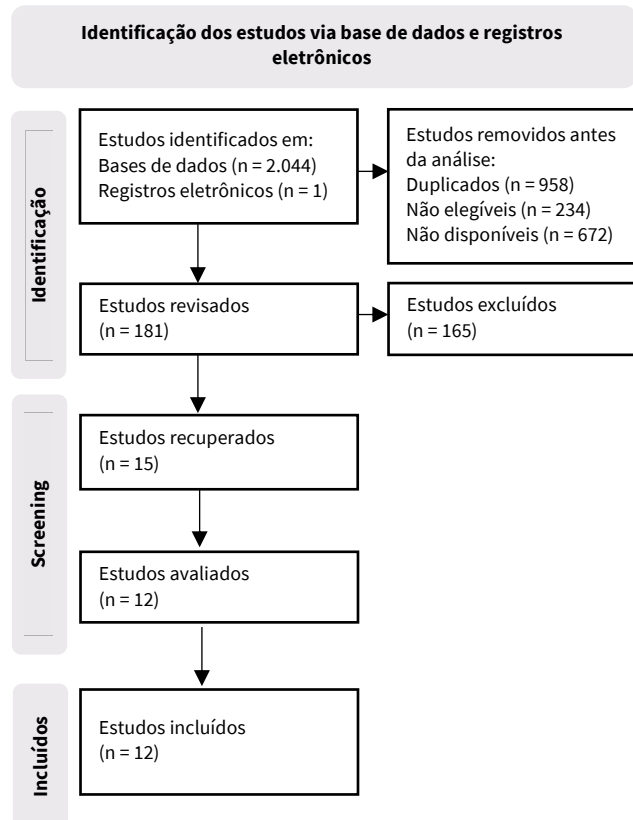 Identificação dos estudos via base de dados e registros
eletrônicos
Identificação
Estudos identificados em:
Bases de dados (n = 2.044)
Registros eletrônicos (n = 1)
Estudos removidos antes
da análise:
Duplicados (n = 958)
Não elegíveis (n = 234)
Não disponíveis (n = 672)
Estudos revisados
(n = 181)
Estudos excluídos
(n = 165)
Screening
Estudos recuperados
(n = 15)
Estudos avaliados
(n = 12)
Incluídos
Estudos incluídos
(n = 12)